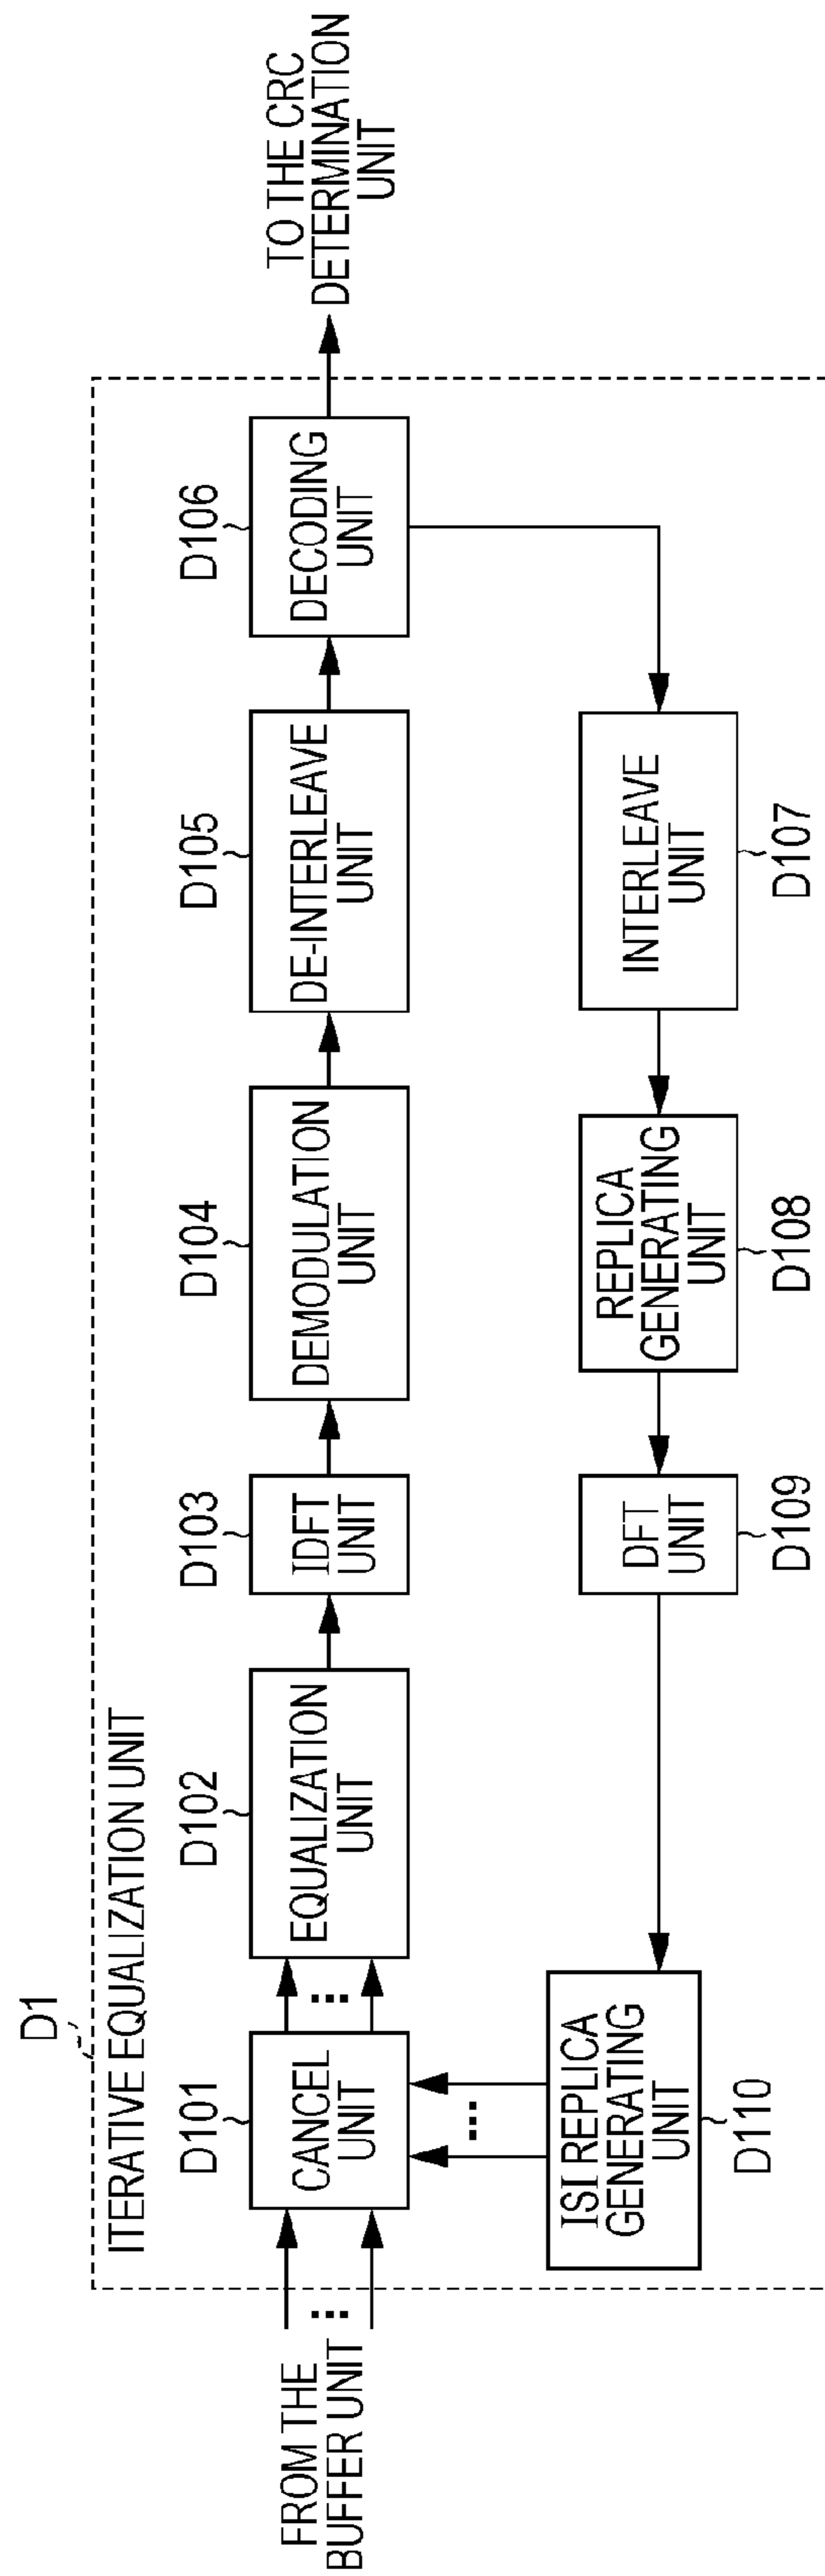 D1
ITERATIVE EQUALIZATION UNIT
FROM THE
BUFFER UNIT
D101
CANCEL
UNIT
D102
EQUALIZATION
UNIT
D103
IDFT
UNIT
D104
DEMODULATION
UNIT
D105
DE-INTERLEAVE
UNIT
D106
DECODING
UNIT
TO THE CRC
DETERMINATION
UNIT
ISI REPLICA
GENERATING
UNIT
D110
DFT
UNIT
D109
REPLICA
GENERATING
UNIT
D108
INTERLEAVE
UNIT
D107